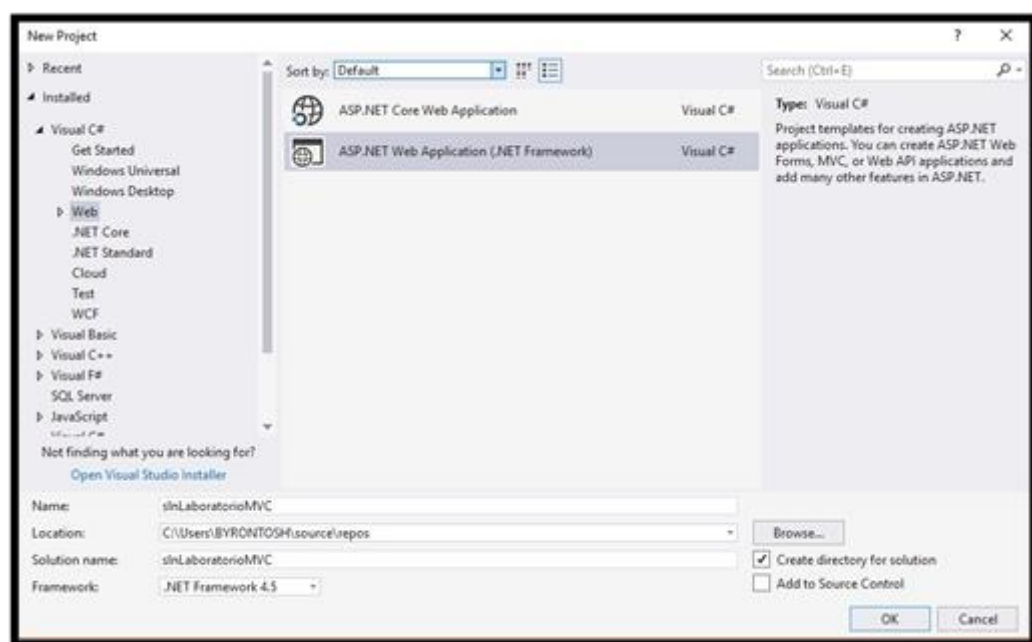 New Project
? ×
Recent
Installed
Visual C#
Get Started
Windows Universal
Windows Desktop
Web
.NET Core
.NET Standard
Cloud
Test
WCF
Visual Basic
Visual C++
Visual F#
SQL Server
JavaScript
Not finding what you are looking for?
Open Visual Studio Installer
Sort by: Default
ASP.NET Core Web Application Visual C#
ASP.NET Web Application (.NET Framework) Visual C#
Search (Ctrl+E)
Type: Visual C#
Project templates for creating ASP.NET
applications. You can create ASP.NET Web
Forms, MVC, or Web API applications and
add many other features in ASP.NET.
Name: slnLaboratorioMVC
Location: C:\Users\BYRONTOSH\source\repos
Browse...
Solution name: slnLaboratorioMVC
Create directory for solution
Framework: .NET Framework 4.5
Add to Source Control
OK Cancel